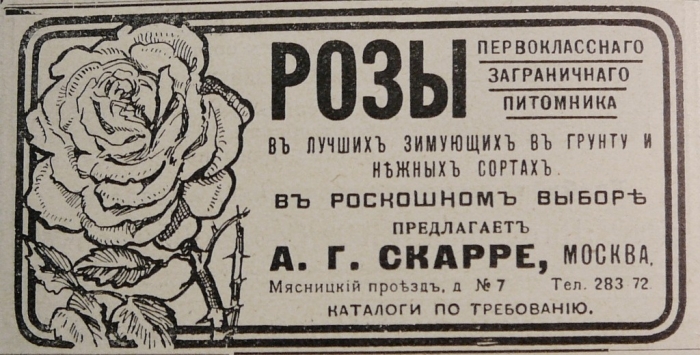 РОЗЫ
ПЕРВОКЛАССНАГО
ЗАГРАНИЧНАГО
ПИТОМНИКА
ВЪ ЛУЧШИХЪ ЗИМУЮЩИХЪ ВЪ ГРУНТУ И
НѢЖНЫХЪ СОРТАХЪ.
ВЪ РОСКОШНОМЪ ВЫБОРѢ
ПРЕДЛАГАЕТЪ
А. Г. СКАРРЕ, МОСКВА,
Мясницкій проѣздъ, д № 7 Тел. 283 72
КАТАЛОГИ ПО ТРЕБОВАНІЮ.